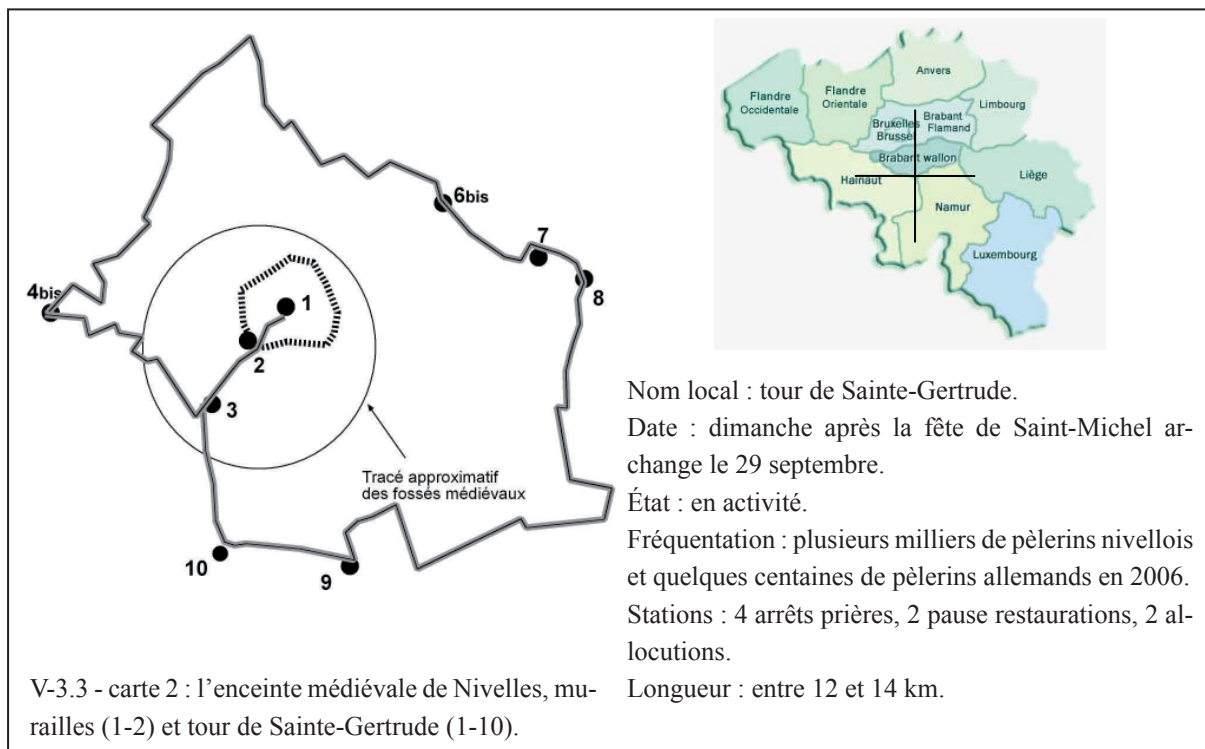 6bis
7
8
4bis
1
2
3
Tracé approximatif
des fossés médiévaux
10
9
V-3.3 - carte 2 : l'enceinte médiévale de Nivelles, mu-
railles (1-2) et tour de Sainte-Gertrude (1-10).
Anvers
Flandre
Occidentale
Flandre
Orientale
Limbourg
Bruxelles
Brussel
Brabant
Flamand
Brabant wallon
Hainaut
Liège
Namur
Luxembourg
Nom local : tour de Sainte-Gertrude.
Date : dimanche après la fête de Saint-Michel ar-
change le 29 septembre.
État : en activité.
Fréquentation : plusieurs milliers de pèlerins nivellois
et quelques centaines de pèlerins allemands en 2006.
Stations : 4 arrêts prières, 2 pause restaurations, 2 al-
locutions.
Longueur : entre 12 et 14 km.